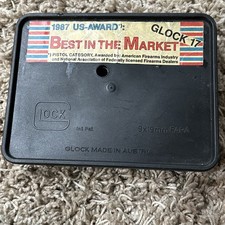 1987 US-AWARD
GLOCK 17
BEST IN THE MARKET
PISTOL CATEGORY, Awarded by: American Firearms Industry
and National Association of Federally licensed Firearms Dealers
GLOCK
GLOCK MADE IN